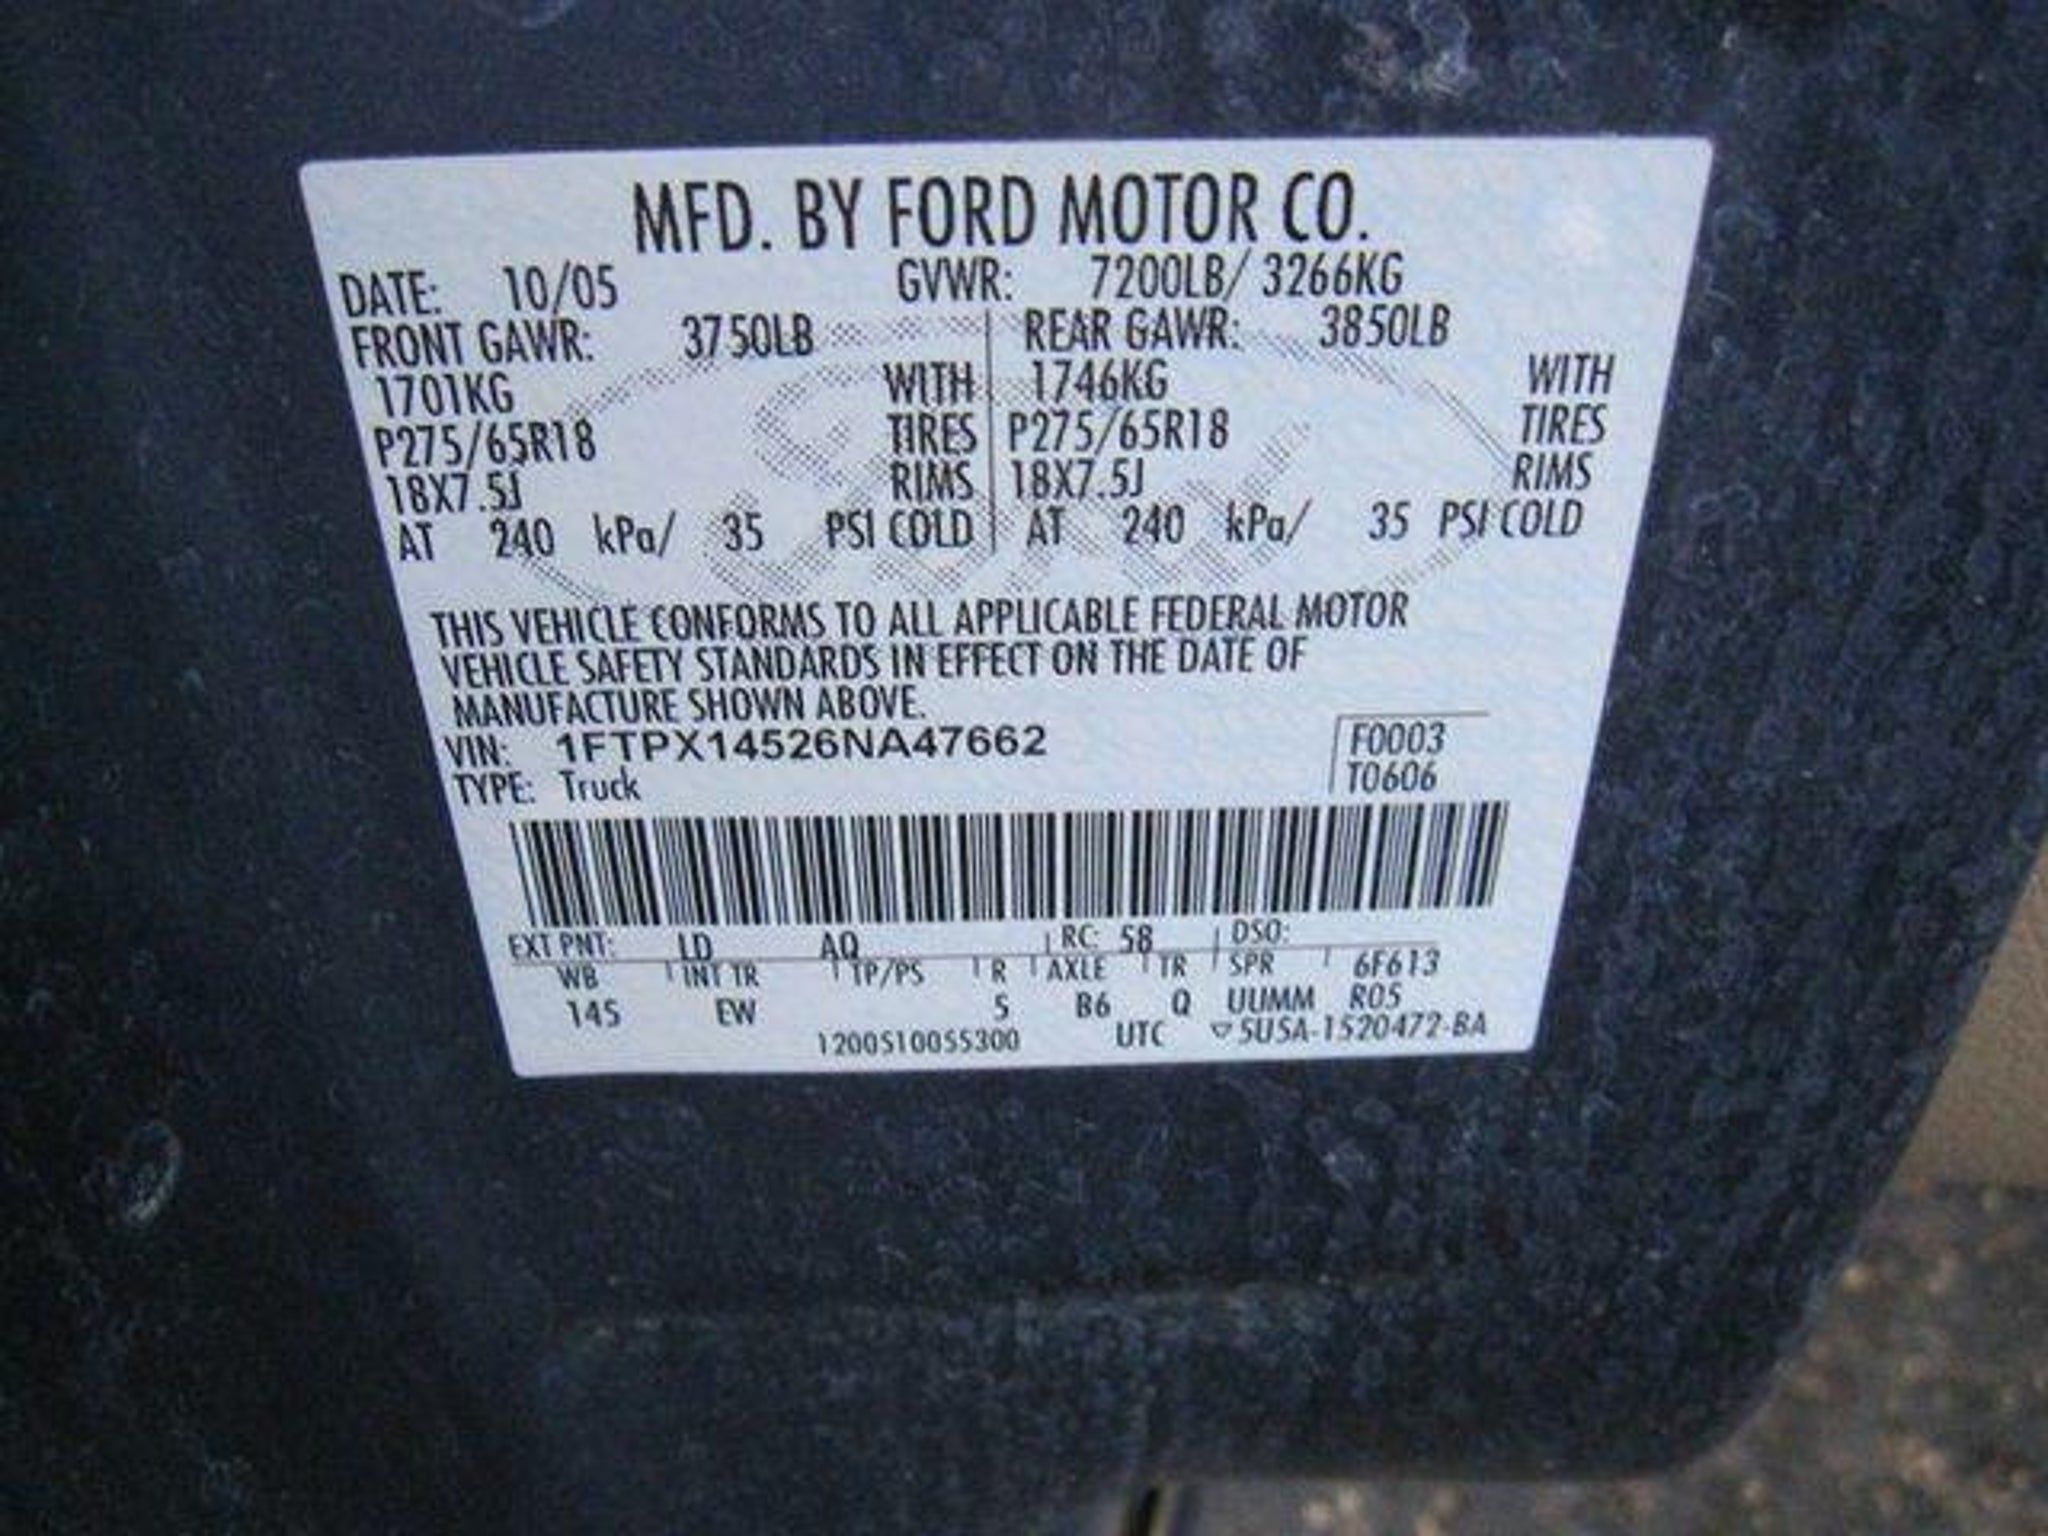 MFD. BY FORD MOTOR CO.
DATE: 10/05 GVWR: 7200LB/ 3266KG
FRONT GAWR: 3750LB REAR GAWR: 3850LB
1701KG WITH 1746KG WITH
P275/65R18 TIRES P275/65R18 TIRES
18X7.5J RIMS 18X7.5J RIMS
AT 240 kPa/ 35 PSI COLD AT 240 kPa/ 35 PSI COLD
THIS VEHICLE CONFORMS TO ALL APPLICABLE FEDERAL MOTOR
VEHICLE SAFETY STANDARDS IN EFFECT ON THE DATE OF
MANUFACTURE SHOWN ABOVE.
VIN: 1FTPX14526NA47662 F0003
TYPE: Truck T0606
EXT PNT: LD AQ RC: 58 DSO:
WB INT TR TP/PS R AXLE TR SPR 6F613
145 EW 5 B6 Q UUMM R05
1200510055300 UTC ▽5U5A-1520472-BA